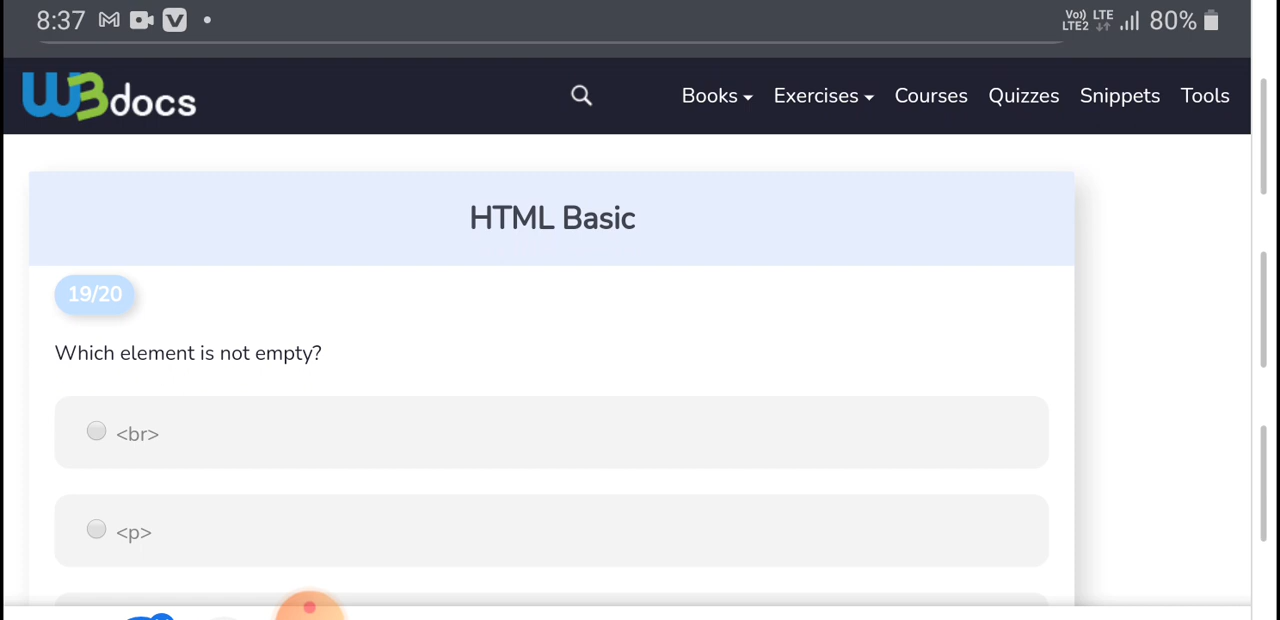 8:37 Vo) LTE LTE2 80%
W3docs Books Exercises Courses Quizzes Snippets Tools
HTML Basic
19/20
Which element is not empty?
<br>
<p>